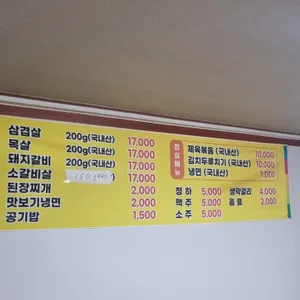 삼겹살 200g(국내산) 17,000
목살 200g(국내산) 17,000
돼지갈비 200g(국내산) 17,000
소갈비살 17,000
된장찌개 2,000
맛보기냉면 2,000
공기밥 1,500
점심메뉴
제육볶음 (국내산) 10,000
김치두루치기 (국내산) 10,000
냉면 (국내산) 7,000
청하 5,000 생막걸리 4,000
맥주 5,000 음료 2,000
소주 5,000